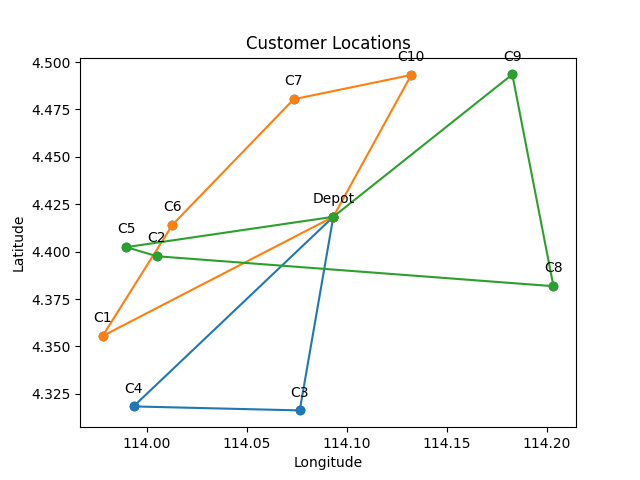 Customer Locations
C10
C9
4.500
C7
4.475
4.450
Latitude
4.425
Depot
C6
C5
C2
4.400
C8
4.375
C1
4.350
C4
C3
4.325
114.00 114.05 114.10 114.15 114.20
Longitude